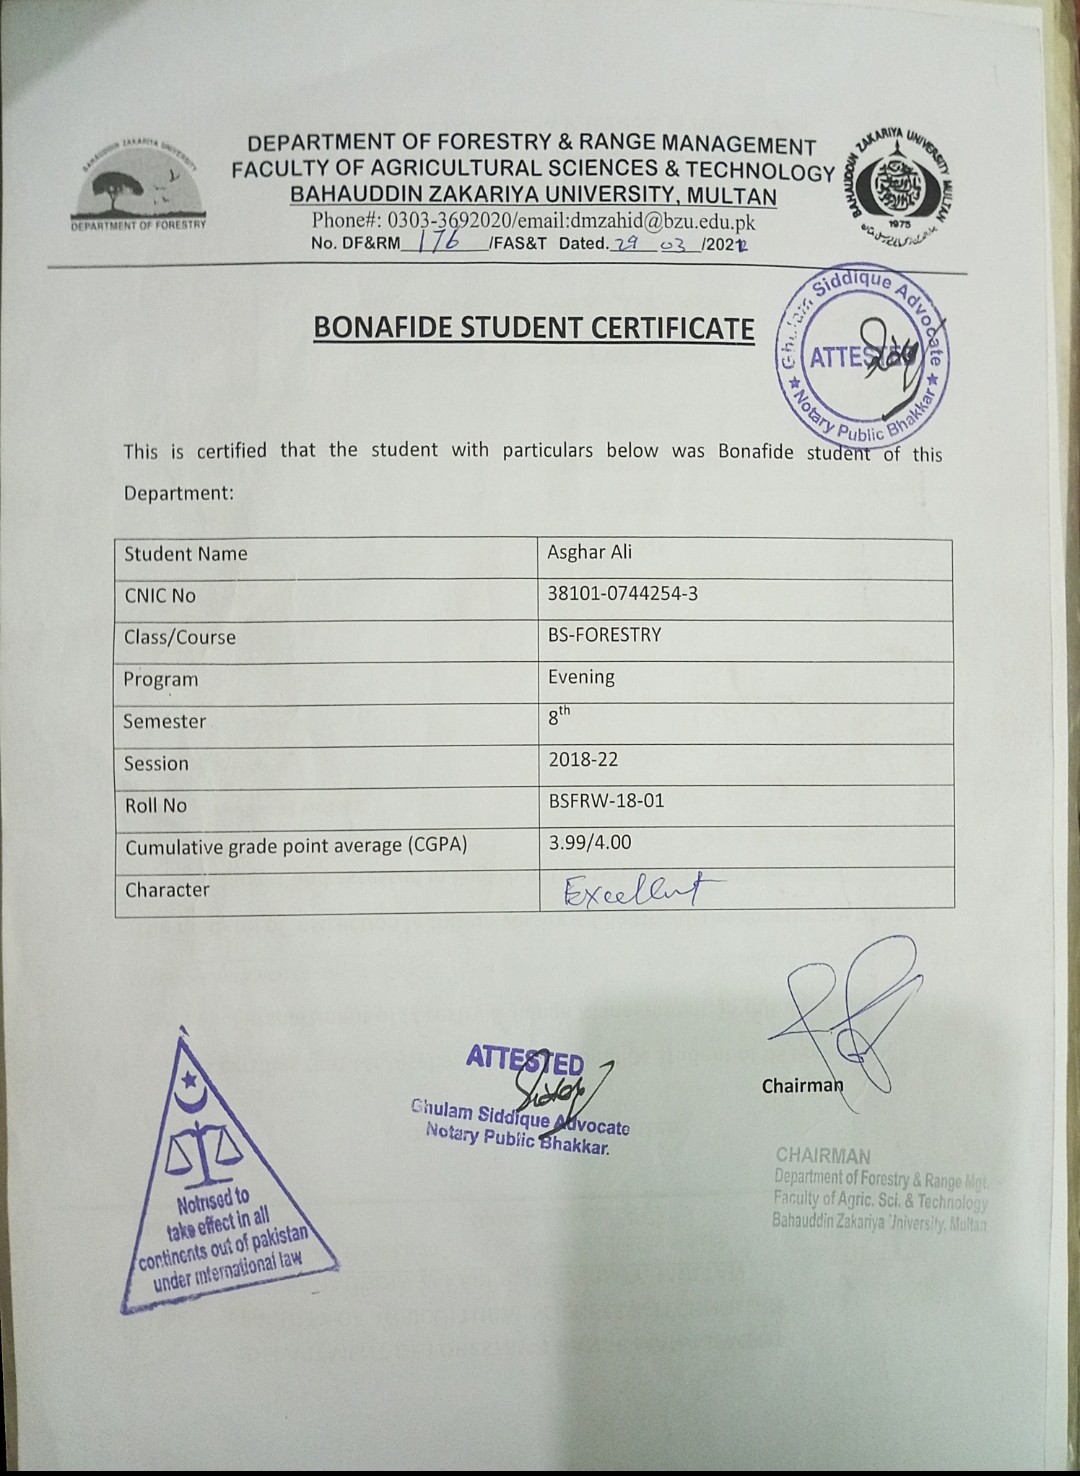 BAHAUDDIN ZAKARIYA UNIVERSITY
DEPARTMENT OF FORESTRY
DEPARTMENT OF FORESTRY & RANGE MANAGEMENT
FACULTY OF AGRICULTURAL SCIENCES & TECHNOLOGY
BAHAUDDIN ZAKARIYA UNIVERSITY, MULTAN
Phone#: 0303-3692020/email:dmzahid@bzu.edu.pk
No. DF&RM 176 /FAS&T Dated. 29 03 /2022
BAHAUDDIN ZAKARIYA UNIVERSITY MULTAN
1975
BONAFIDE STUDENT CERTIFICATE
Ghulam Siddique Advocate
ATTESTED
★ Notary Public Bhakkar ★
This is certified that the student with particulars below was Bonafide student of this
Department:
Student Name Asghar Ali
CNIC No 38101-0744254-3
Class/Course BS-FORESTRY
Program Evening
Semester 8th
Session 2018-22
Roll No BSFRW-18-01
Cumulative grade point average (CGPA) 3.99/4.00
Character Excellent
ATTESTED
Ghulam Siddique Advocate
Notary Public Bhakkar.
Chairman
CHAIRMAN
Department of Forestry & Range Mgt.
Faculty of Agric. Sci. & Technology
Bahauddin Zakariya University, Multan
Notrised to
take effect in all
continents out of pakistan
under international law